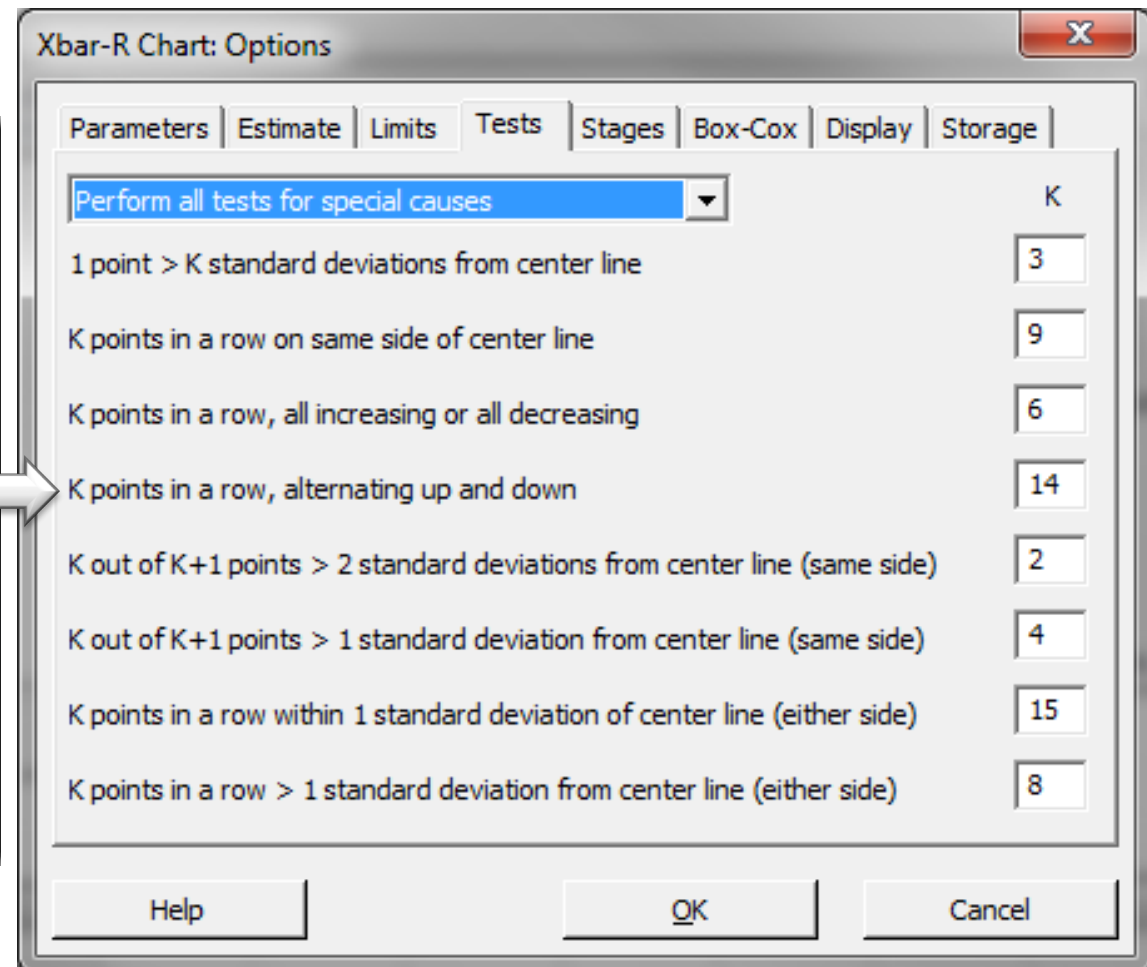 Xbar-R Chart: Options
x
Parameters Estimate Limits Tests Stages Box-Cox Display Storage
Perform all tests for special causes K
1 point > K standard deviations from center line 3
K points in a row on same side of center line 9
K points in a row, all increasing or all decreasing 6
K points in a row, alternating up and down 14
K out of K+1 points > 2 standard deviations from center line (same side) 2
K out of K+1 points > 1 standard deviation from center line (same side) 4
K points in a row within 1 standard deviation of center line (either side) 15
K points in a row > 1 standard deviation from center line (either side) 8
Help OK Cancel